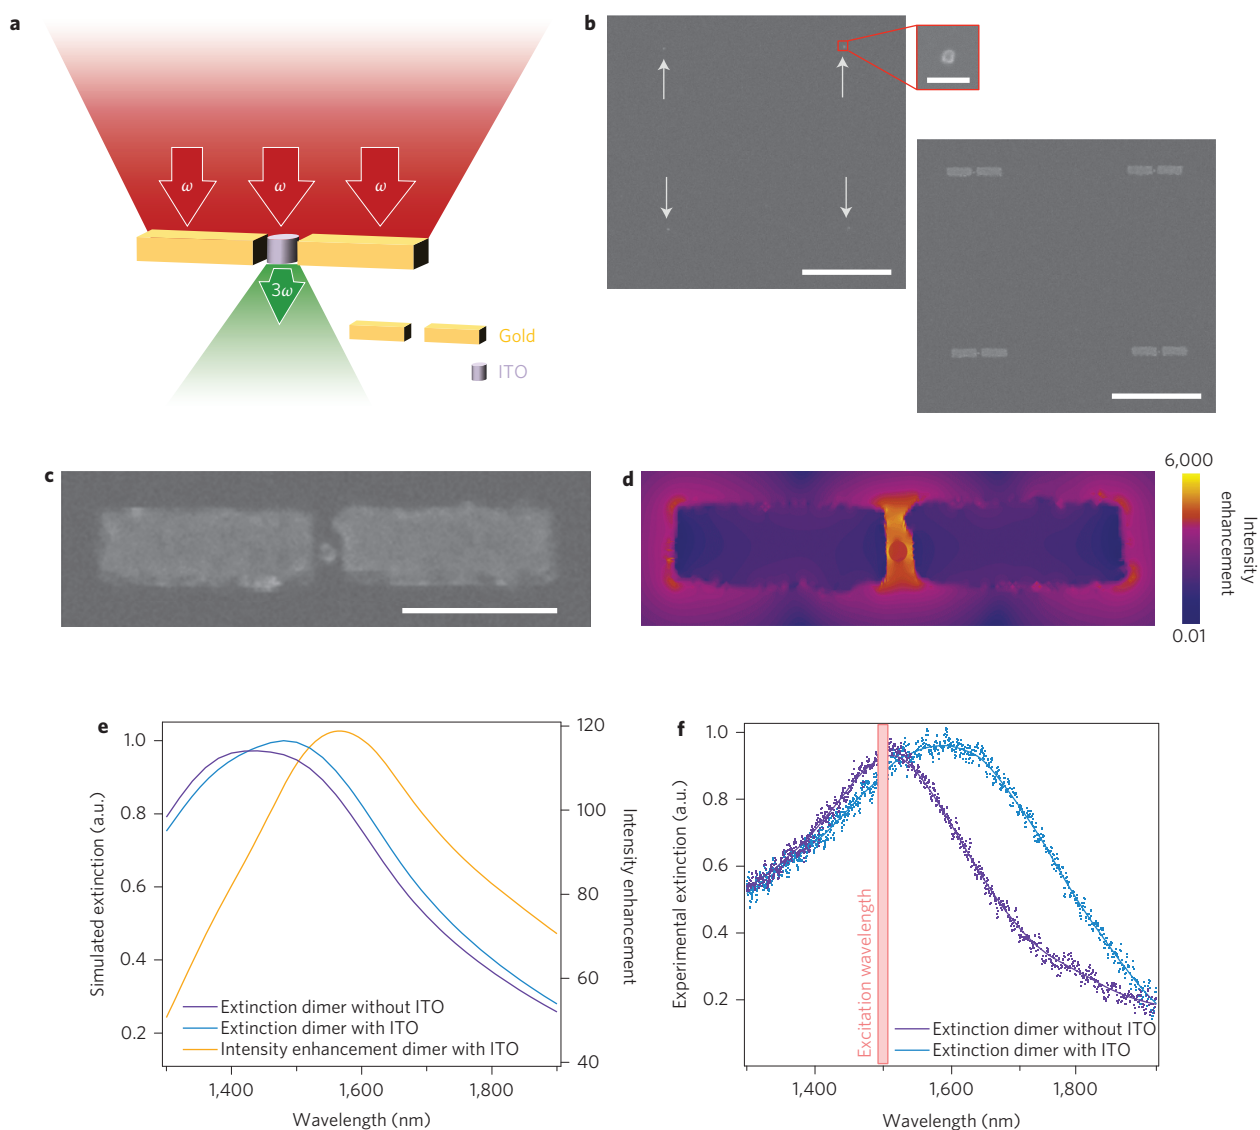 a
ω
ω
ω
3ω
Gold
ITO
b
c
d
6,000
0.01
Intensity
enhancement
e
1.0
0.8
0.6
0.4
0.2
Simulated extinction (a.u.)
120
100
80
60
40
Intensity enhancement
Extinction dimer without ITO
Extinction dimer with ITO
Intensity enhancement dimer with ITO
1,400
1,600
1,800
Wavelength (nm)
f
1.0
0.8
0.6
0.4
0.2
Experimental extinction (a.u.)
Excitation wavelength
Extinction dimer without ITO
Extinction dimer with ITO
1,400
1,600
1,800
Wavelength (nm)